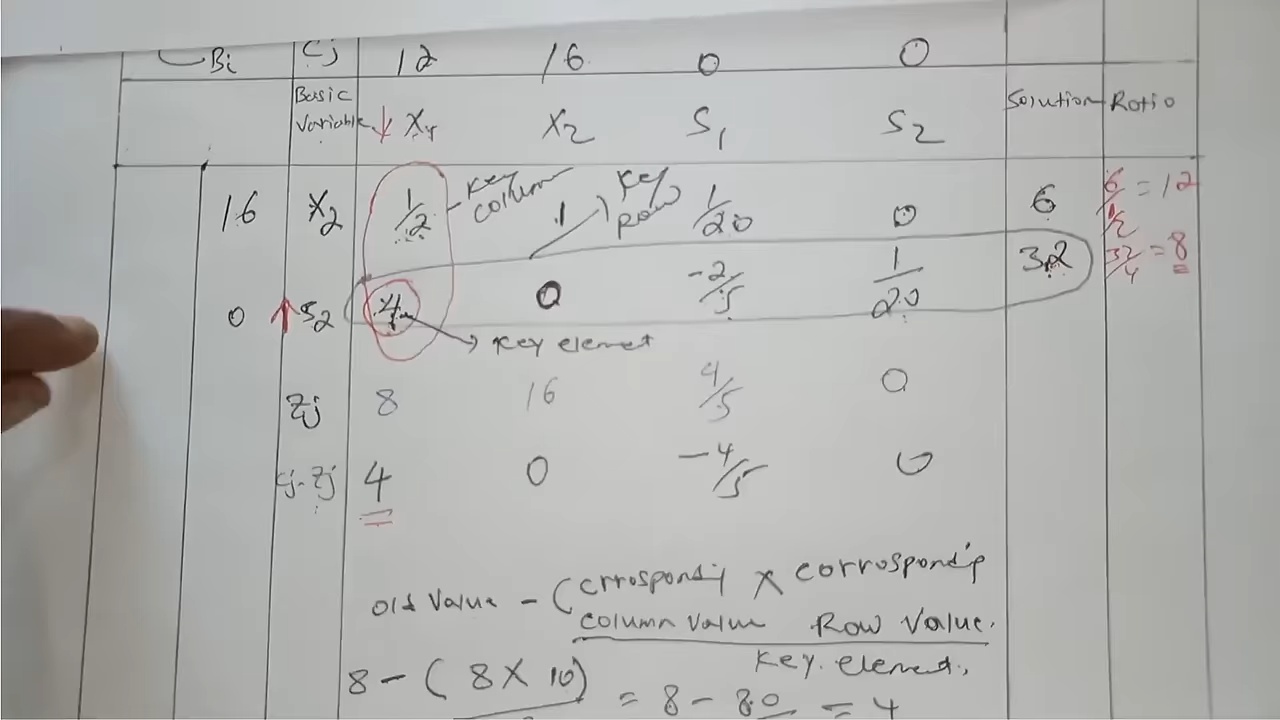 Bi Cj 12 16 0 0
Basic Variable X1 X2 S1 S2 Solution Ratio
16 X2 1/2 Key column 1 Key Row 1/20 0 6 6/1/2 = 12
0 S2 4 0 -2/5 1/20 32 32/4 = 8
Key elemet
Zj 8 16 4/5 0
Cj-Zj 4 0 -4/5 0
Old Value - (
column value Row Value.
Key element,
8 - ( 8 X 10 ) = 8 - 80 = 4